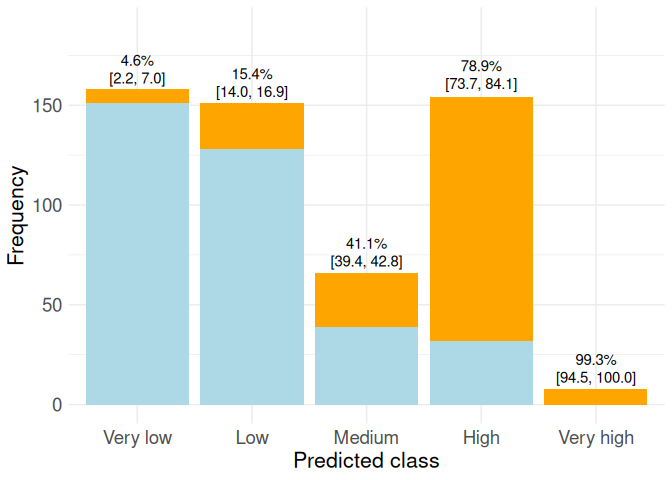 4.6%
[2.2, 7.0]
15.4%
[14.0, 16.9]
41.1%
[39.4, 42.8]
78.9%
[73.7, 84.1]
99.3%
[94.5, 100.0]
Frequency
150
100
50
0
Very low
Low
Medium
High
Very high
Predicted class